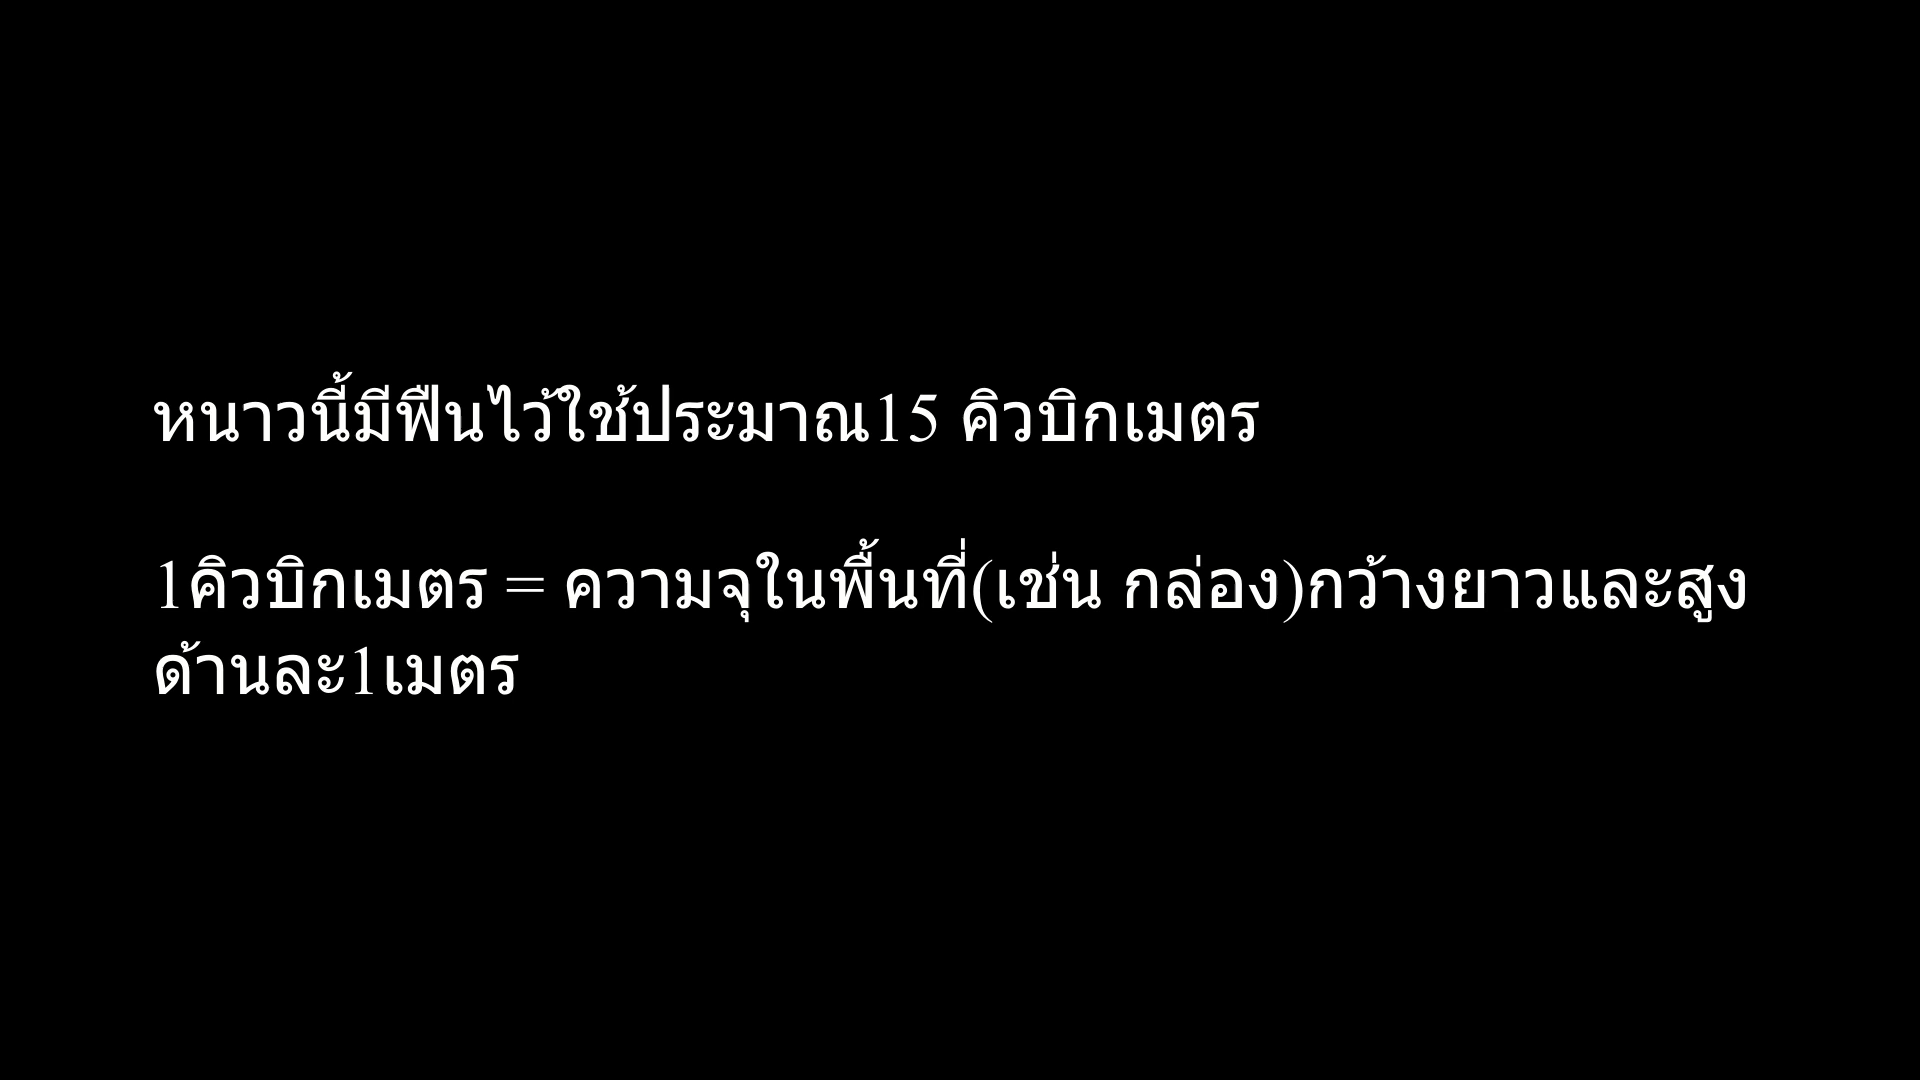 หนาวนี้มีฟืนไว้ใช้ประมาณ15 คิวบิกเมตร
1คิวบิกเมตร = ความจุในพื้นที่(เช่น กล่อง)กว้างยาวและสูง
ด้านละ1เมตร